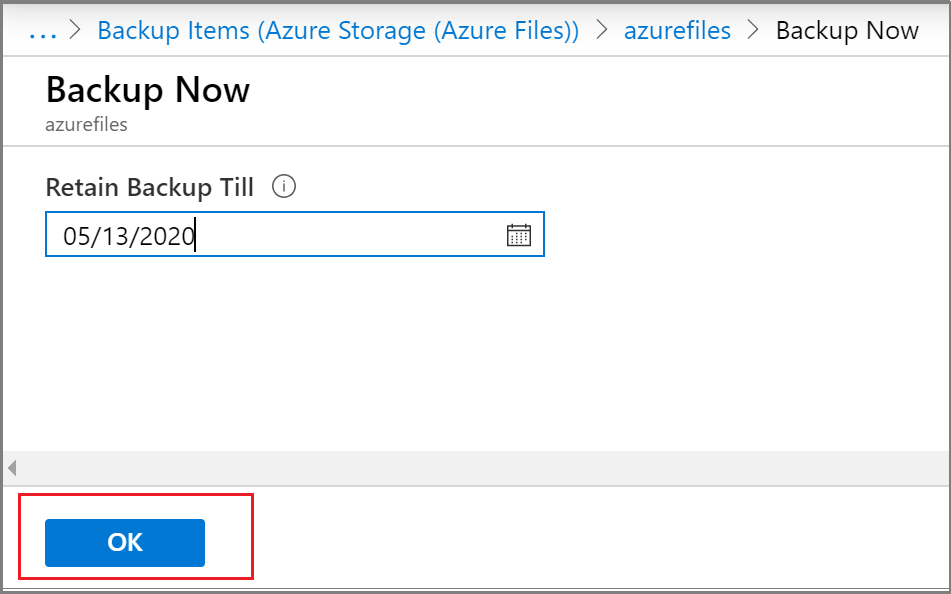 ... > Backup Items (Azure Storage (Azure Files)) > azurefiles > Backup Now
Backup Now
azurefiles
Retain Backup Till
05/13/2020
OK